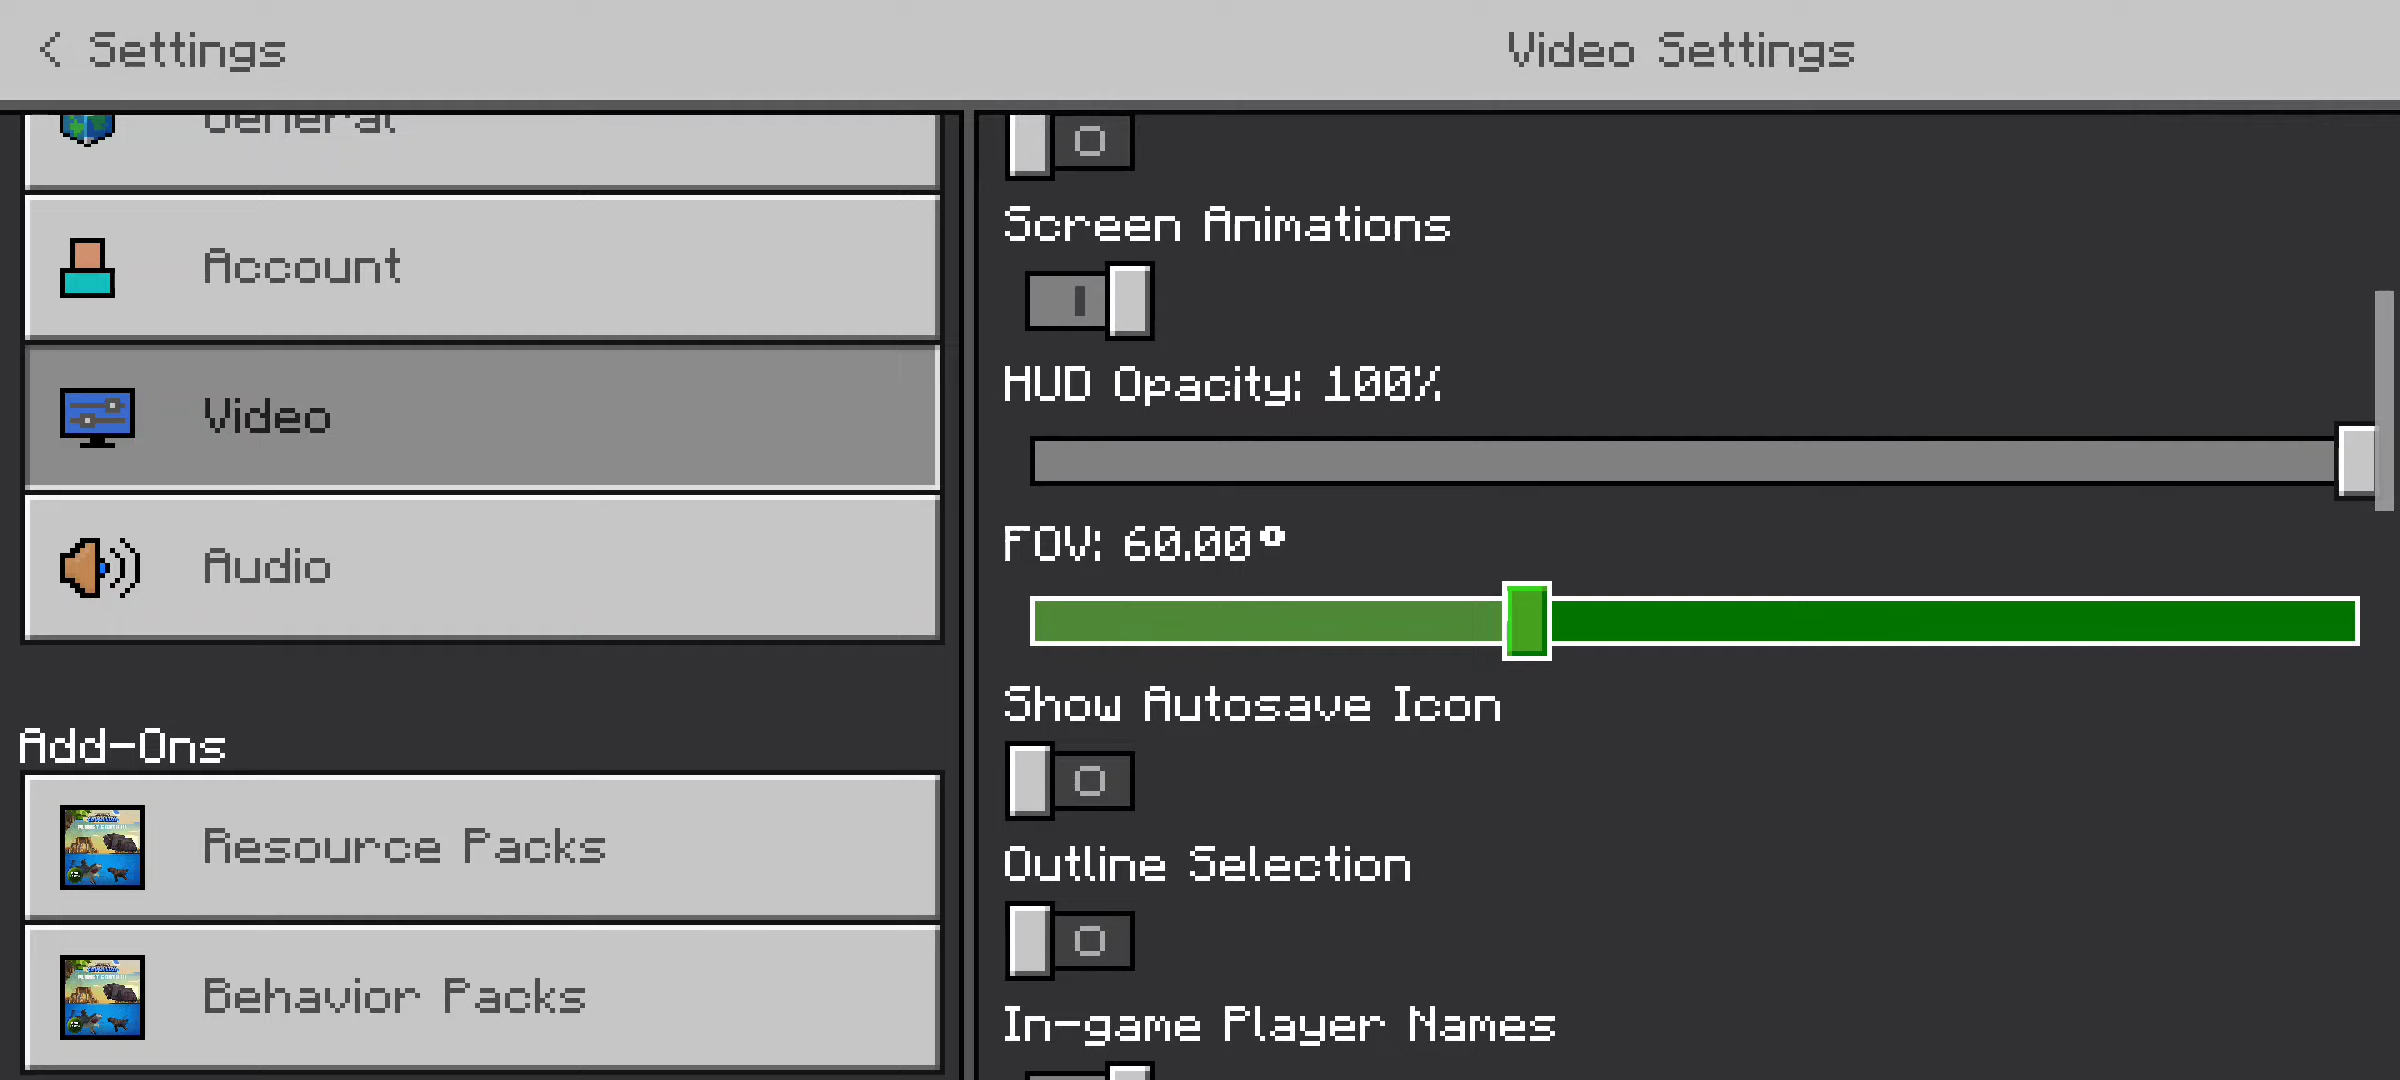 < Settings
Video Settings
General
Account
Video
Audio
Add-Ons
Resource Packs
Behavior Packs
Screen Animations
HUD Opacity: 100%
FOV: 60.00°
Show Autosave Icon
Outline Selection
In-game Player Names